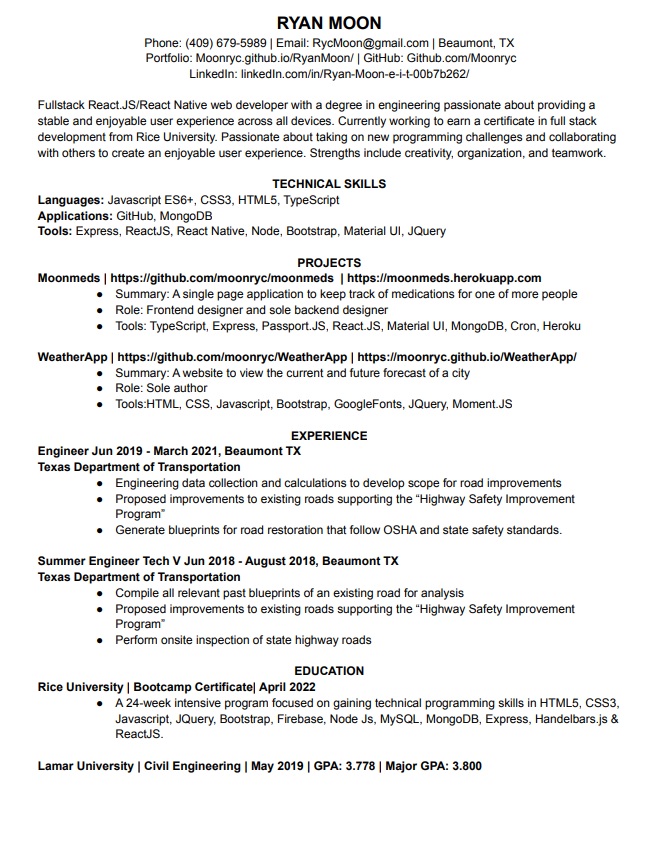 RYAN MOON
Phone: (409) 679-5989 | Email: RycMoon@gmail.com | Beaumont, TX
Portfolio: Moonryc.github.io/RyanMoon/ | GitHub: Github.com/Moonryc
LinkedIn: linkedin.com/in/Ryan-Moon-e-i-t-00b7b262/
Fullstack React.JS/React Native web developer with a degree in engineering passionate about providing a
stable and enjoyable user experience across all devices. Currently working to earn a certificate in full stack
development from Rice University. Passionate about taking on new programming challenges and collaborating
with others to create an enjoyable user experience. Strengths include creativity, organization, and teamwork.
TECHNICAL SKILLS
Languages: Javascript ES6+, CSS3, HTML5, TypeScript
Applications: GitHub, MongoDB
Tools: Express, ReactJS, React Native, Node, Bootstrap, Material UI, JQuery
PROJECTS
Moonmeds | https://github.com/moonryc/moonmeds | https://moonmeds.herokuapp.com
● Summary: A single page application to keep track of medications for one of more people
● Role: Frontend designer and sole backend designer
● Tools: TypeScript, Express, Passport.JS, React.JS, Material UI, MongoDB, Cron, Heroku
WeatherApp | https://github.com/moonryc/WeatherApp | https://moonryc.github.io/WeatherApp/
● Summary: A website to view the current and future forecast of a city
● Role: Sole author
● Tools:HTML, CSS, Javascript, Bootstrap, GoogleFonts, JQuery, Moment.JS
EXPERIENCE
Engineer Jun 2019 - March 2021, Beaumont TX
Texas Department of Transportation
● Engineering data collection and calculations to develop scope for road improvements
● Proposed improvements to existing roads supporting the “Highway Safety Improvement
Program”
● Generate blueprints for road restoration that follow OSHA and state safety standards.
Summer Engineer Tech V Jun 2018 - August 2018, Beaumont TX
Texas Department of Transportation
● Compile all relevant past blueprints of an existing road for analysis
● Proposed improvements to existing roads supporting the “Highway Safety Improvement
Program”
● Perform onsite inspection of state highway roads
EDUCATION
Rice University | Bootcamp Certificate| April 2022
● A 24-week intensive program focused on gaining technical programming skills in HTML5, CSS3,
Javascript, JQuery, Bootstrap, Firebase, Node Js, MySQL, MongoDB, Express, Handelbars.js &
ReactJS.
Lamar University | Civil Engineering | May 2019 | GPA: 3.778 | Major GPA: 3.800